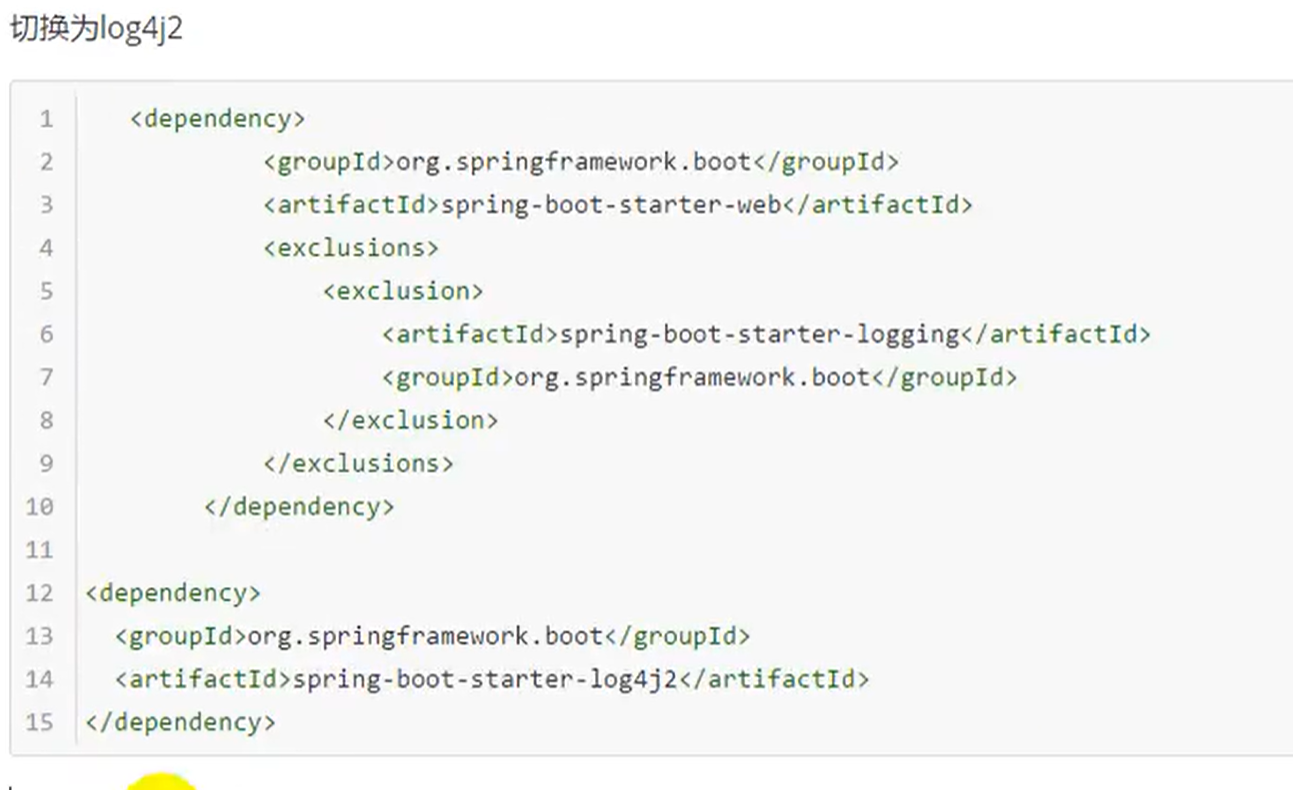 切换为log4j2
1 <dependency>
2 <groupId>org.springframework.boot</groupId>
3 <artifactId>spring-boot-starter-web</artifactId>
4 <exclusions>
5 <exclusion>
6 <artifactId>spring-boot-starter-logging</artifactId>
7 <groupId>org.springframework.boot</groupId>
8 </exclusion>
9 </exclusions>
10 </dependency>
11
12 <dependency>
13 <groupId>org.springframework.boot</groupId>
14 <artifactId>spring-boot-starter-log4j2</artifactId>
15 </dependency>